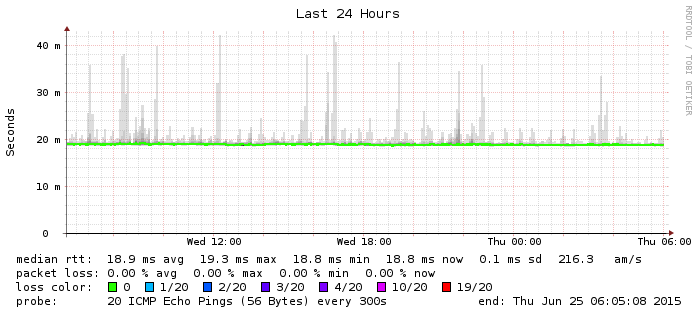 Last 24 Hours
RRDTOOL / TOBI OETIKER
Seconds
40 m
30 m
20 m
10 m
0
Wed 12:00 Wed 18:00 Thu 00:00 Thu 06:00
median rtt: 18.9 ms avg 19.3 ms max 18.8 ms min 18.8 ms now 0.1 ms sd 216.3 am/s
packet loss: 0.00 % avg 0.00 % max 0.00 % min 0.00 % now
loss color: 0 1/20 2/20 3/20 4/20 10/20 19/20
probe: 20 ICMP Echo Pings (56 Bytes) every 300s end: Thu Jun 25 06:05:08 2015